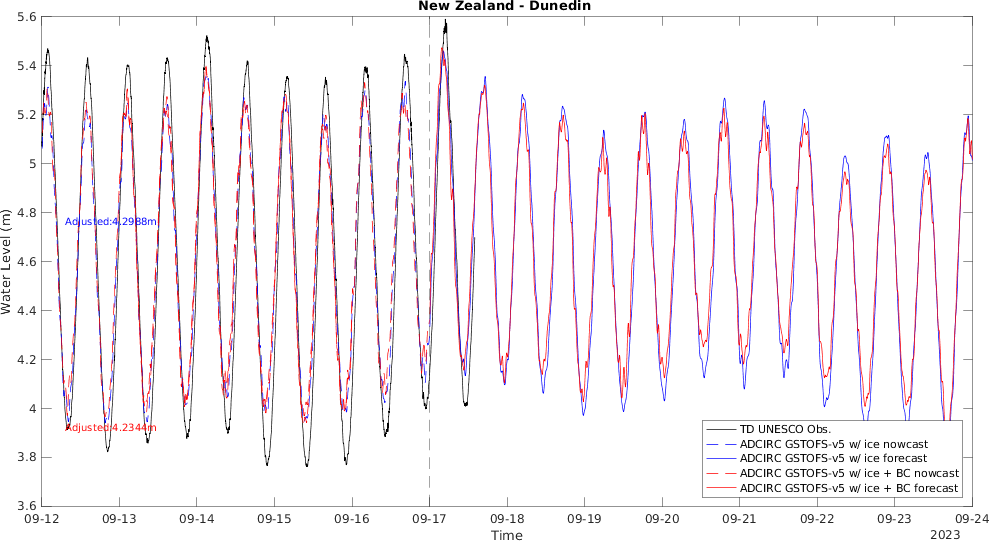 New Zealand - Dunedin
5.6
5.4
5.2
5
4.8
4.6
4.4
4.2
4
3.8
3.6
Water Level (m)
Adjusted:4.2988m
Adjusted:4.2344m
TD UNESCO Obs.
ADCIRC GSTOFS-v5 w/ ice nowcast
ADCIRC GSTOFS-v5 w/ ice forecast
ADCIRC GSTOFS-v5 w/ ice + BC nowcast
ADCIRC GSTOFS-v5 w/ ice + BC forecast
09-12 09-13 09-14 09-15 09-16 09-17 09-18 09-19 09-20 09-21 09-22 09-23 09-24
Time
2023